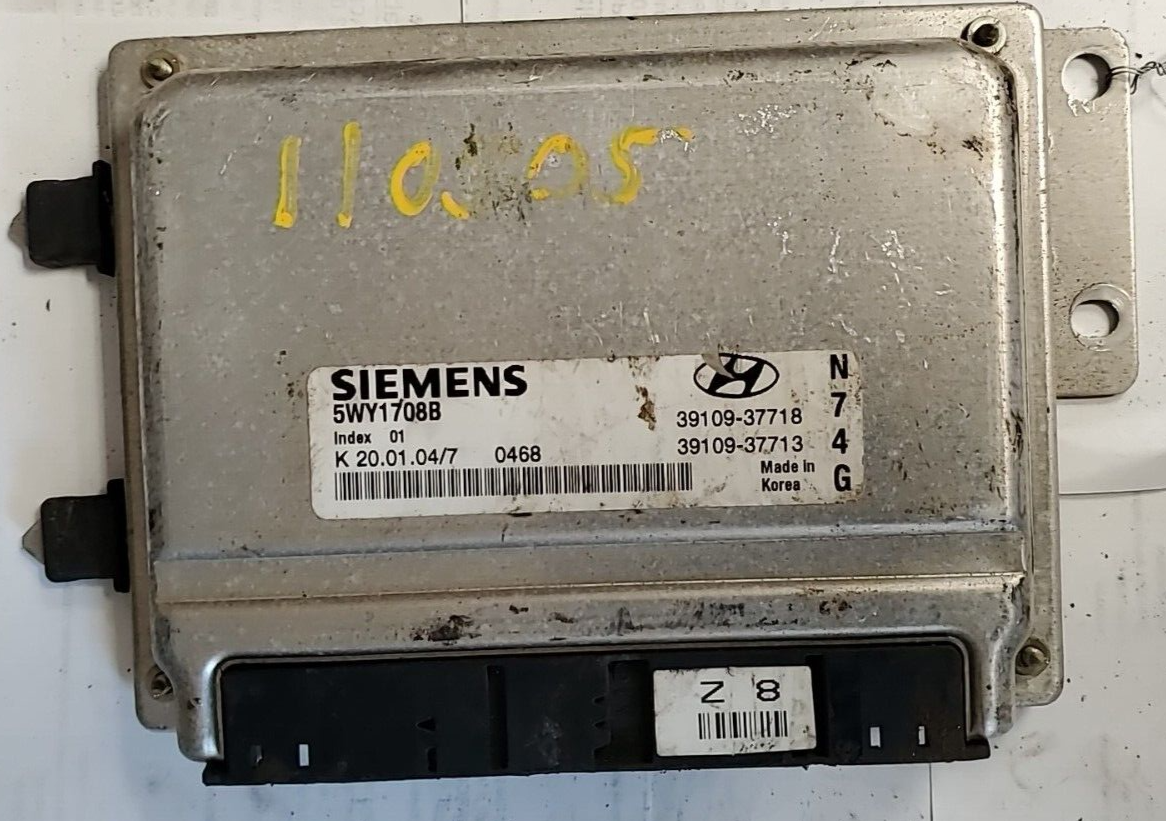 SIEMENS
5WY1708B
Index 01
K 20.01.04/7 0468
39109-37718
39109-37713
Made in
Korea
N
7
4
G
Z 8